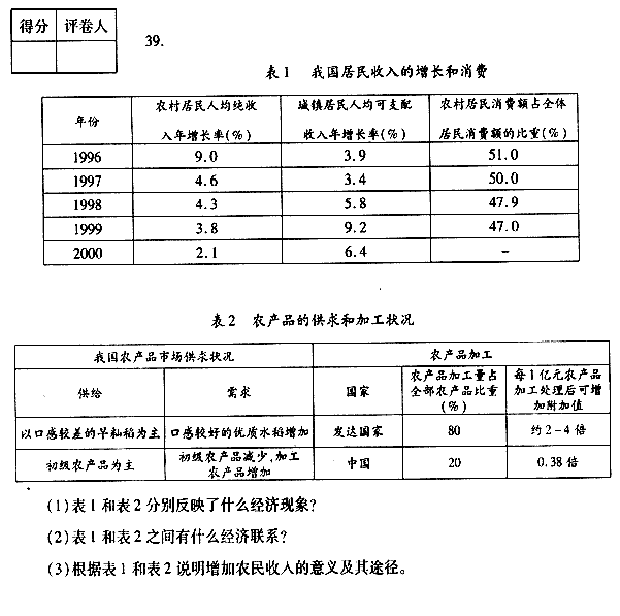 得分 评卷人
39.
表1 我国居民收入的增长和消费
年份 农村居民人均纯收入年增长率(%) 城镇居民人均可支配收入年增长率(%) 农村居民消费额占全体居民消费额的比重(%)
1996 9.0 3.9 51.0
1997 4.6 3.4 50.0
1998 4.3 5.8 47.9
1999 3.8 9.2 47.0
2000 2.1 6.4 –
表2 农产品的供求和加工状况
我国农产品市场供求状况 农产品加工
供给 需求 国家 农产品加工量占全部农产品比重(%) 每1亿元农产品加工处理后可增加附加值
以口感较差的早籼稻为主 口感较好的优质水稻增加 发达国家 80 约2-4倍
初级农产品为主 初级农产品减少,加工农产品增加 中国 20 0.38倍
(1)表1和表2分别反映了什么经济现象?
(2)表1和表2之间有什么经济联系?
(3)根据表1和表2说明增加农民收入的意义及其途径。